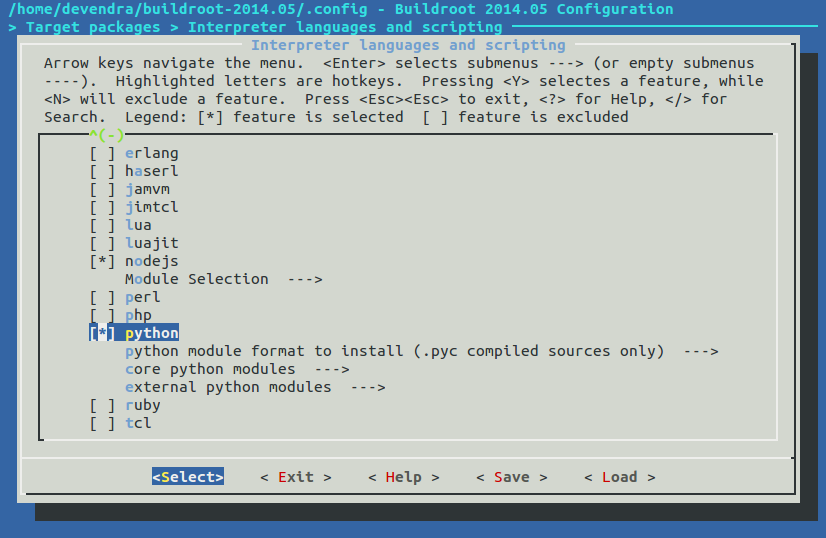 /home/devendra/buildroot-2014.05/.config - Buildroot 2014.05 Configuration
> Target packages > Interpreter languages and scripting
Interpreter languages and scripting
Arrow keys navigate the menu.  <Enter> selects submenus ---> (or empty submenus
----).  Highlighted letters are hotkeys.  Pressing <Y> selectes a feature, while
<N> will exclude a feature.  Press <Esc><Esc> to exit, <?> for Help, </> for
Search.  Legend: [*] feature is selected  [ ] feature is excluded
^(-)
[ ] erlang
[ ] haserl
[ ] jamvm
[ ] jimtcl
[ ] lua
[ ] luajit
[*] nodejs
Module Selection  --->
[ ] perl
[ ] php
[*] python
python module format to install (.pyc compiled sources only)  --->
core python modules  --->
external python modules  --->
[ ] ruby
[ ] tcl
<Select>    < Exit >    < Help >    < Save >    < Load >